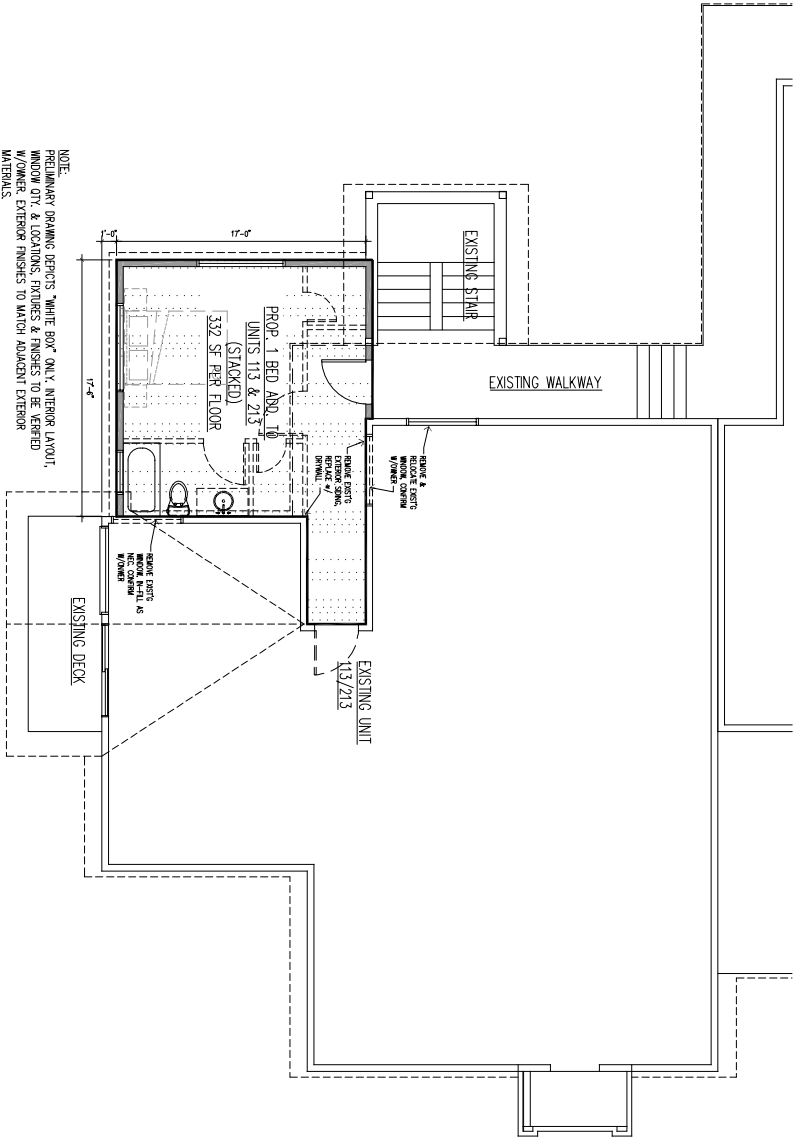 EXISTING STAIR
EXISTING WALKWAY
1'-0"
17'-0"
17'-6"
PROP. 1 BED ADD. TO
UNITS 113 & 213
(STACKED)
332 SF PER FLOOR
REMOVE &
RELOCATE EXIST'G
WINDOW, CONFIRM
W/OWNER
REMOVE EXIST'G
EXTERIOR SIDING,
REPLACE w/
DRYWALL
REMOVE EXIST'G
WINDOW, IN-FILL AS
NEC. CONFIRM
W/OWNER
EXISTING DECK
EXISTING UNIT
113/213
NOTE:
PRELIMINARY DRAWING DEPICTS "WHITE BOX" ONLY. INTERIOR LAYOUT,
WINDOW QTY. & LOCATIONS, FIXTURES & FINISHES TO BE VERIFIED
W/OWNER. EXTERIOR FINISHES TO MATCH ADJACENT EXTERIOR
MATERIALS.